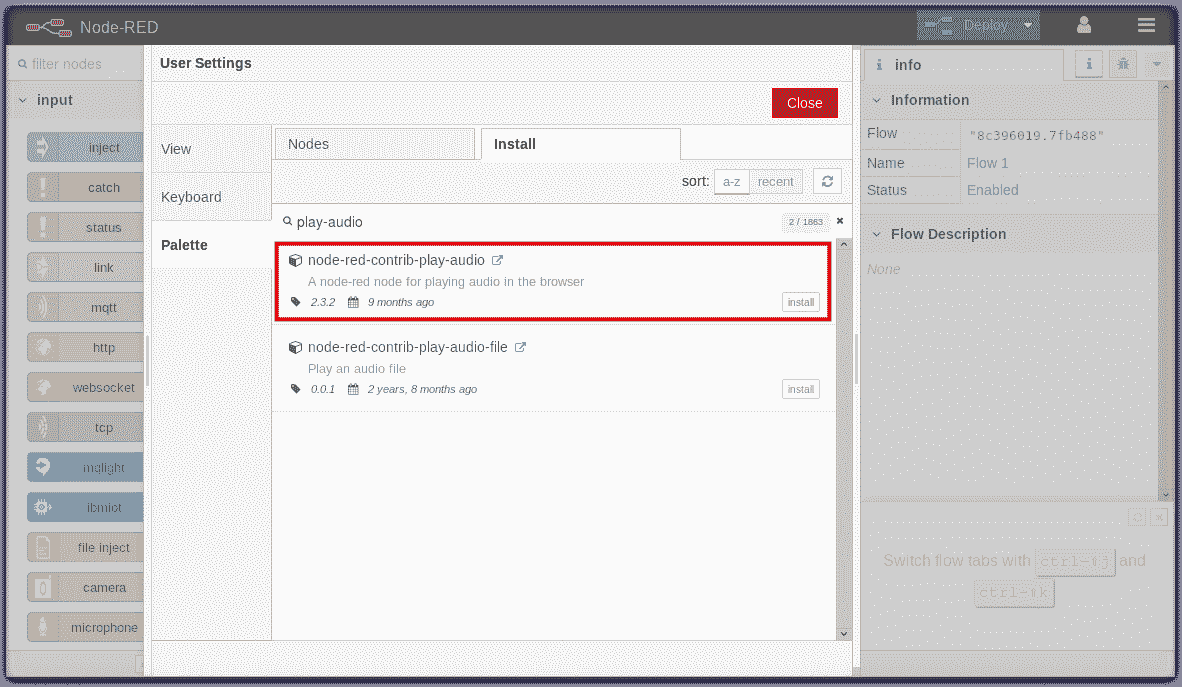 Node-RED
Deploy
filter nodes
input
inject
catch
status
link
mqtt
http
websocket
tcp
mqlight
ibmiot
file inject
camera
microphone
User Settings
Close
View
Keyboard
Palette
Nodes
Install
sort: a-z recent
play-audio
2 / 1863
node-red-contrib-play-audio
A node-red node for playing audio in the browser
2.3.2 9 months ago
install
node-red-contrib-play-audio-file
Play an audio file
0.0.1 2 years, 8 months ago
install
info
Information
Flow "8c396019.7fb488"
Name Flow 1
Status Enabled
Flow Description
None
Switch flow tabs with ctrl-⇧j and
ctrl-⇧k